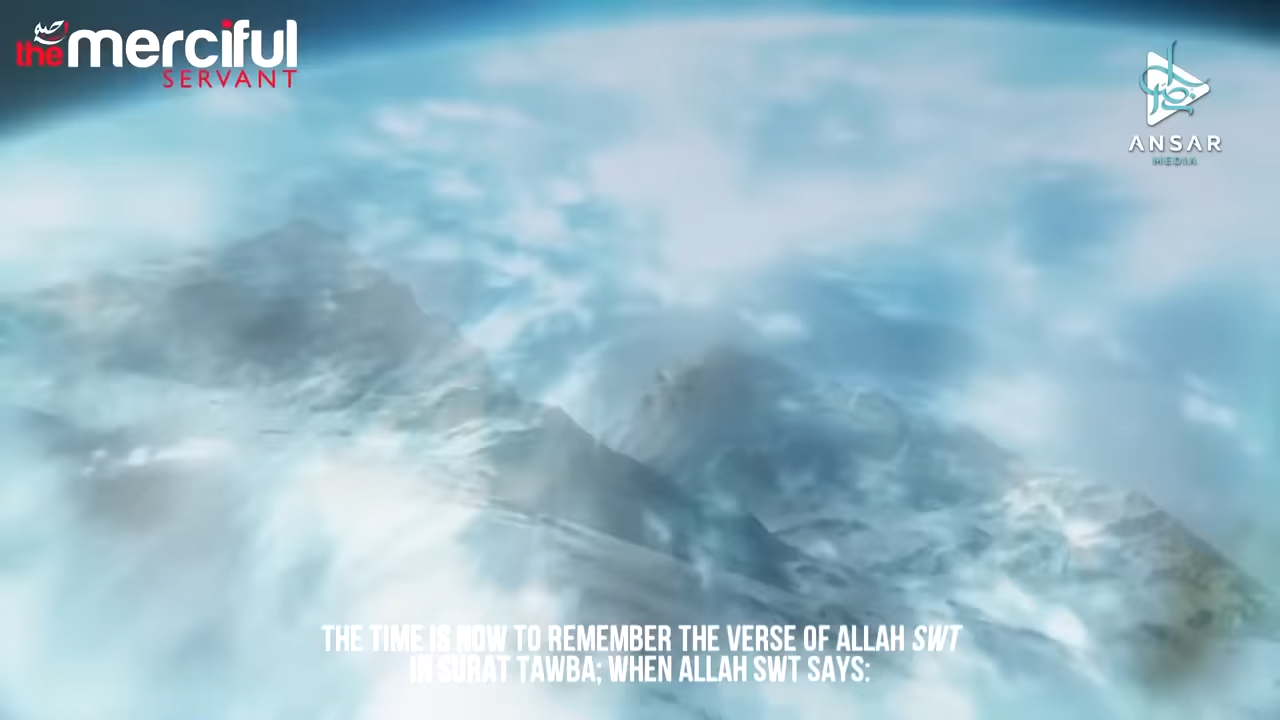 the merciful
SERVANT
ANSAR
MEDIA
THE TIME IS NOW TO REMEMBER THE VERSE OF ALLAH SWT
IN SURAT TAWBA; WHEN ALLAH SWT SAYS: